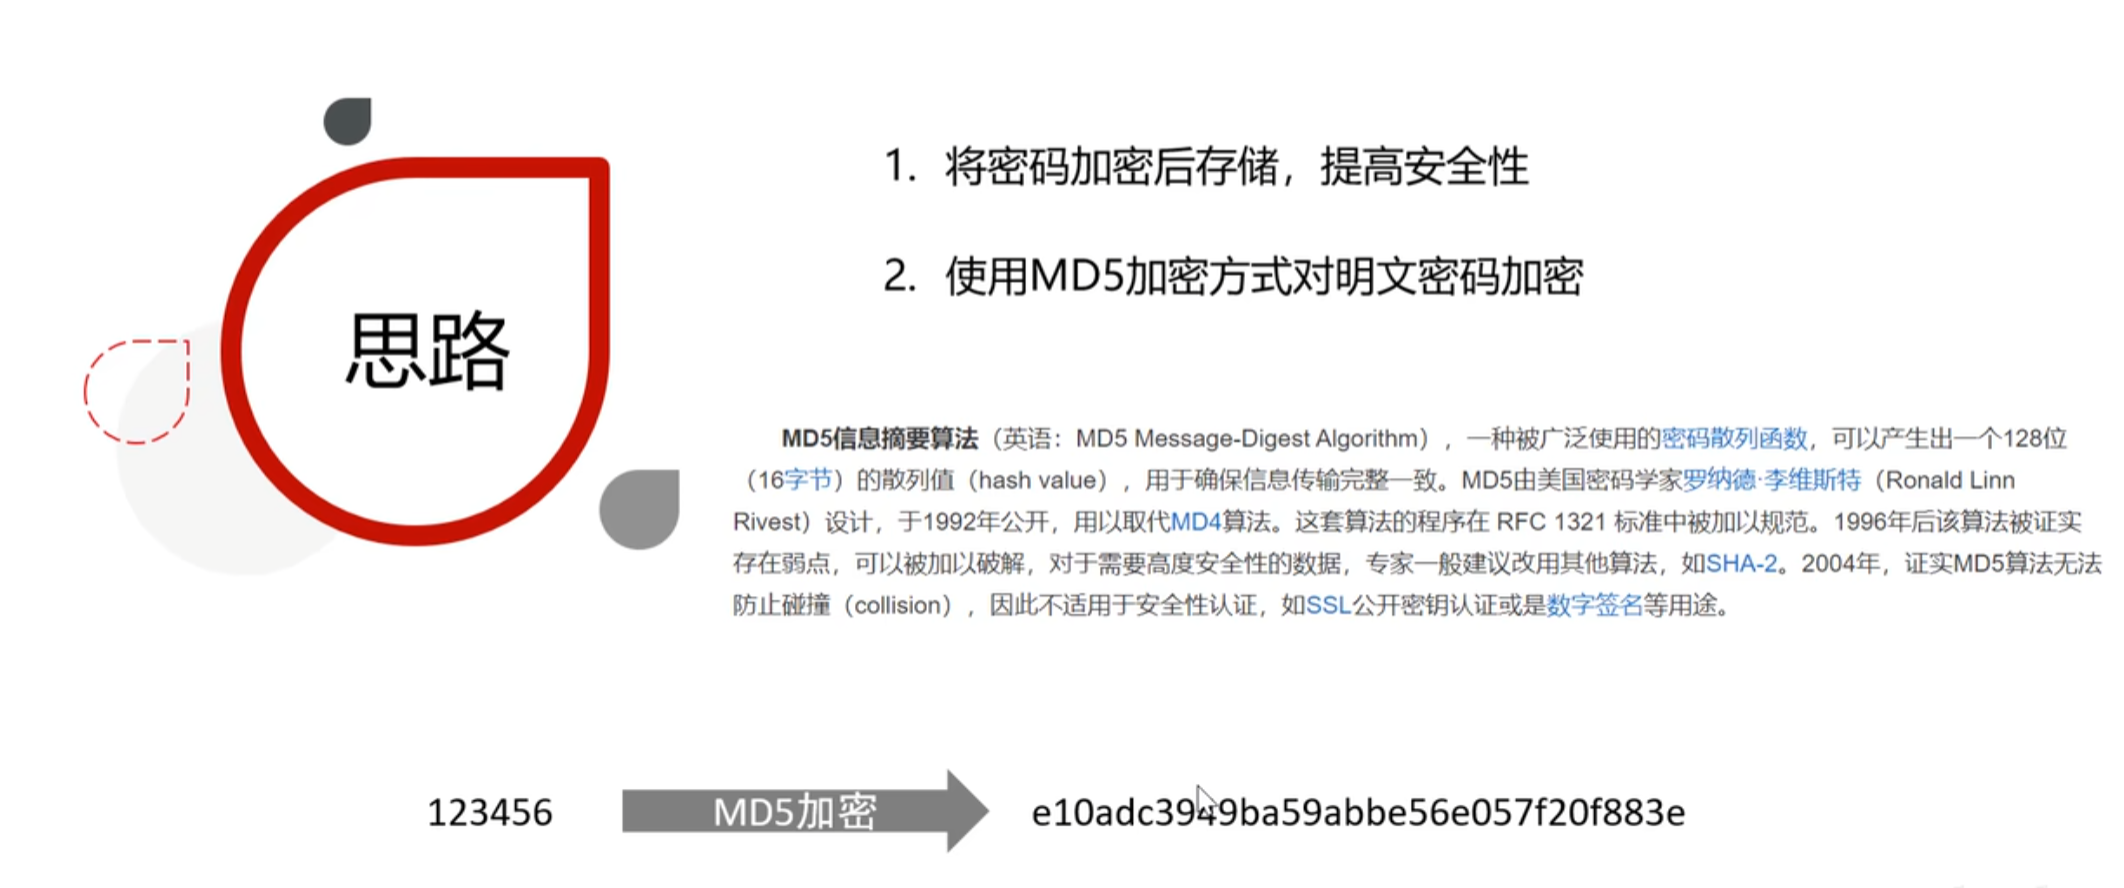 思路
1. 将密码加密后存储，提高安全性
2. 使用MD5加密方式对明文密码加密
MD5信息摘要算法（英语：MD5 Message-Digest Algorithm），一种被广泛使用的密码散列函数，可以产生出一个128位
（16字节）的散列值（hash value），用于确保信息传输完整一致。MD5由美国密码学家罗纳德·李维斯特（Ronald Linn
Rivest）设计，于1992年公开，用以取代MD4算法。这套算法的程序在 RFC 1321 标准中被加以规范。1996年后该算法被证实
存在弱点，可以被加以破解，对于需要高度安全性的数据，专家一般建议改用其他算法，如SHA-2。2004年，证实MD5算法无法
防止碰撞（collision），因此不适用于安全性认证，如SSL公开密钥认证或是数字签名等用途。
123456 MD5加密 e10adc3949ba59abbe56e057f20f883e